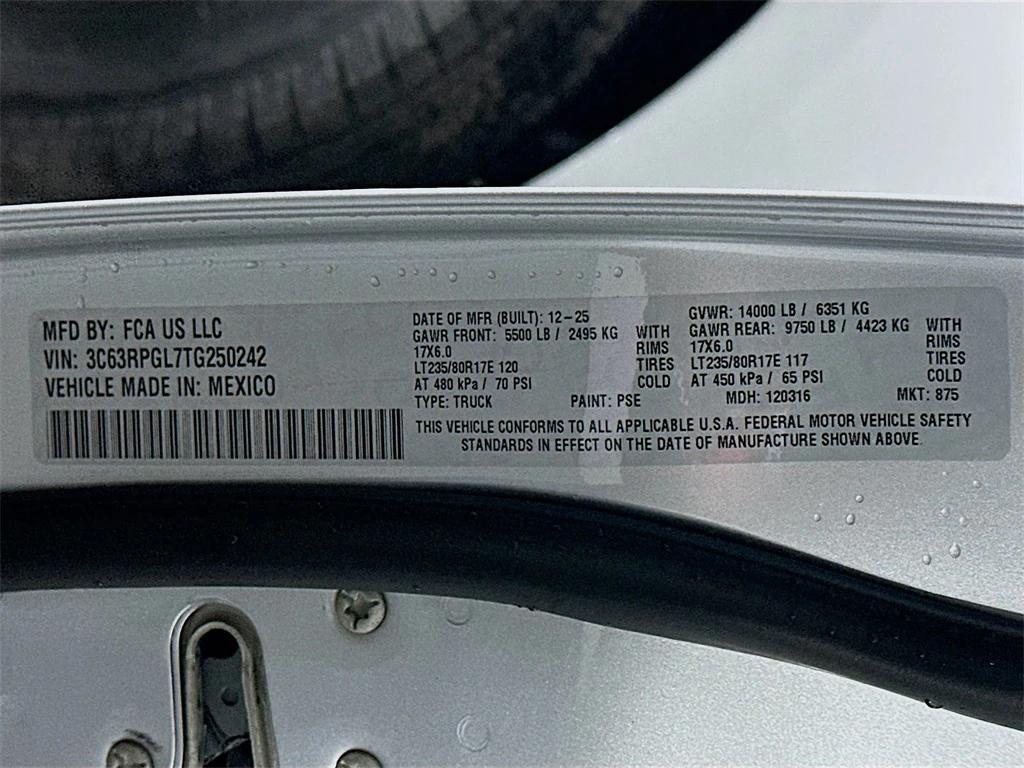 MFD BY: FCA US LLC
VIN: 3C63RPGL7TG250242
VEHICLE MADE IN: MEXICO
DATE OF MFR (BUILT): 12-25
GAWR FRONT: 5500 LB / 2495 KG WITH
17X6.0 RIMS
LT235/80R17E 120 TIRES
AT 480 kPa / 70 PSI COLD
TYPE: TRUCK PAINT: PSE
GVWR: 14000 LB / 6351 KG
GAWR REAR: 9750 LB / 4423 KG WITH
17X6.0 RIMS
LT235/80R17E 117 TIRES
AT 450 kPa / 65 PSI COLD
MDH: 120316 MKT: 875
THIS VEHICLE CONFORMS TO ALL APPLICABLE U.S.A. FEDERAL MOTOR VEHICLE SAFETY
STANDARDS IN EFFECT ON THE DATE OF MANUFACTURE SHOWN ABOVE.